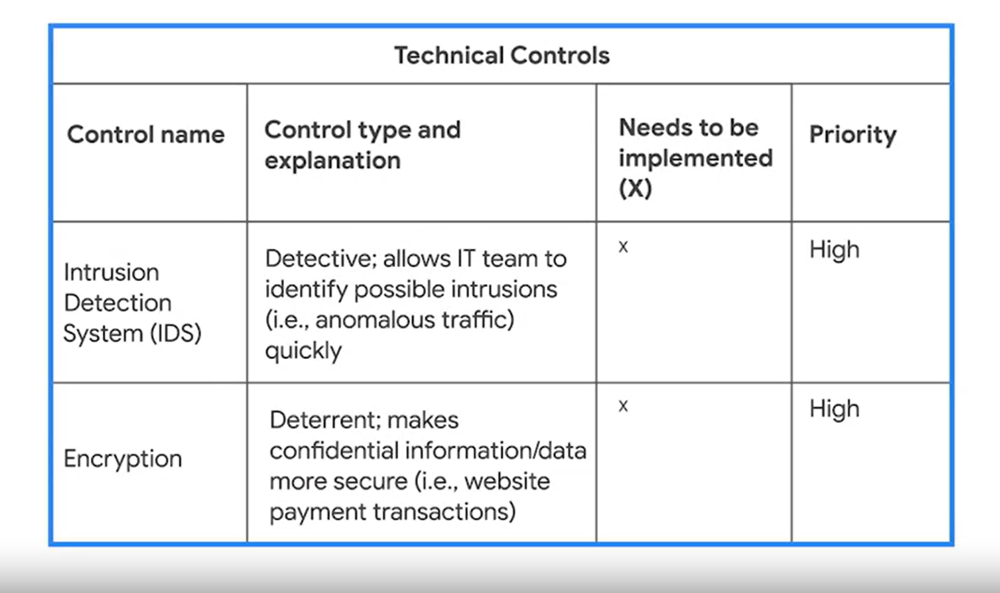 Technical Controls
Control name
Control type and
explanation
Needs to be
implemented
(X)
Priority
Intrusion
Detection
System (IDS)
Detective; allows IT team to
identify possible intrusions
(i.e., anomalous traffic)
quickly
x
High
Encryption
Deterrent; makes
confidential information/data
more secure (i.e., website
payment transactions)
x
High